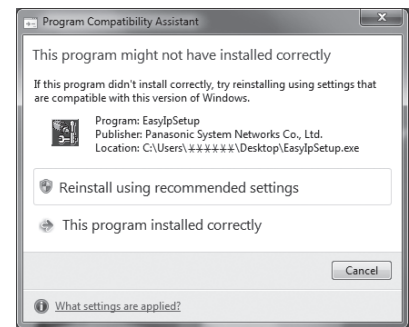 Program Compatibility Assistant
This program might not have installed correctly
If this program didn't install correctly, try reinstalling using settings that
are compatible with this version of Windows.
Program: EasyIpSetup
Publisher: Panasonic System Networks Co., Ltd.
Location: C:\Users\¥¥¥¥¥¥\Desktop\EasyIpSetup.exe
Reinstall using recommended settings
This program installed correctly
Cancel
What settings are applied?